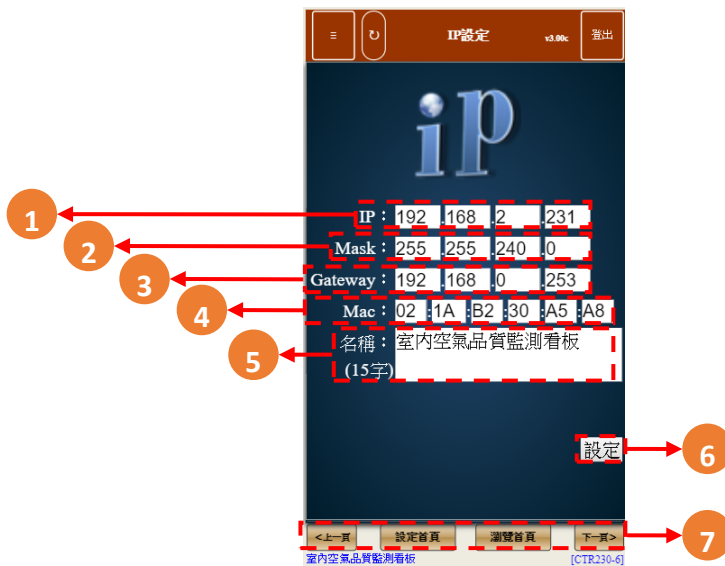 ≡ ↻ IP設定 v3.00c 登出
ip
1 IP：192.168.2.231
2 Mask：255.255.240.0
3 Gateway：192.168.0.253
4 Mac：02:1A:B2:30:A5:A8
5 名稱：室內空氣品質監測看板
(15字)
設定 6
<上一頁 設定首頁 瀏覽首頁 下一頁> 7
室內空氣品質監測看板 [CTR230-6]